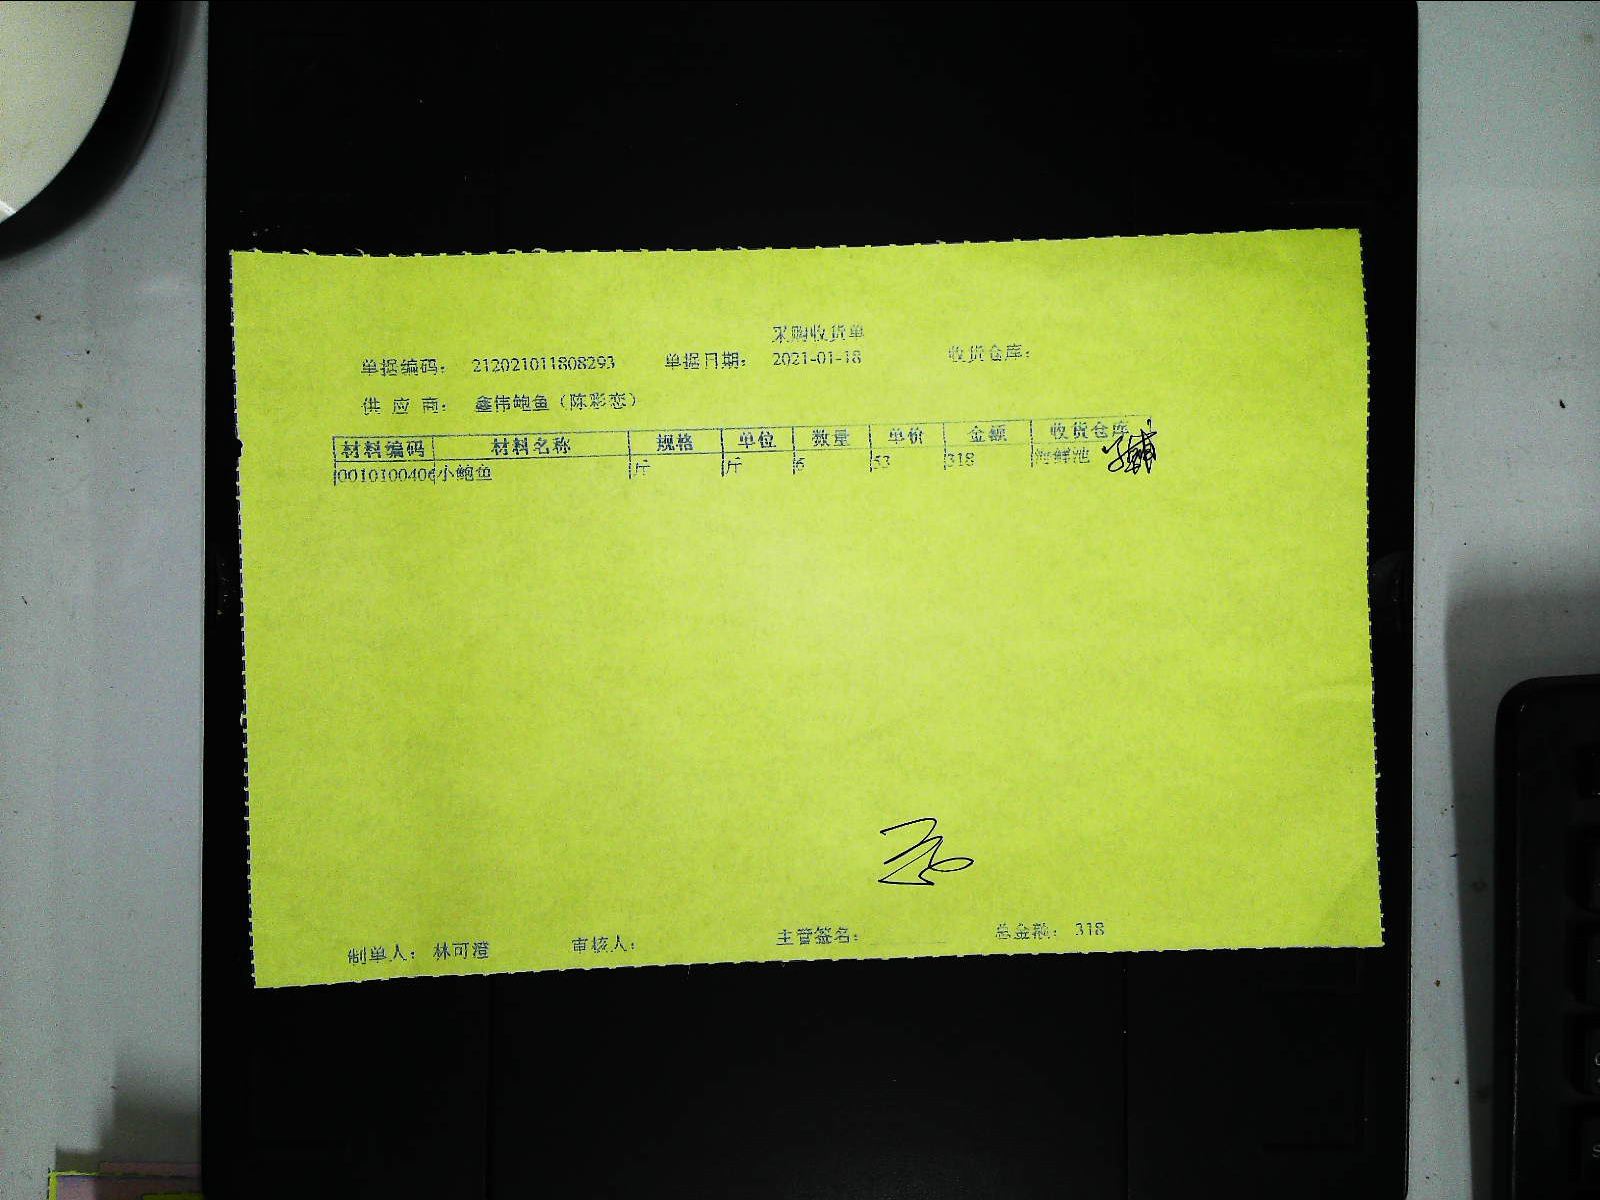 采购收货单
单据编码： 212021011808293 单据日期： 2021-01-18 收货仓库：
供 应 商： 鑫伟鲍鱼（陈彩恋）
材料编码 材料名称 规格 单位 数量 单价 金额 收货仓库
0010100406 小鲍鱼 斤 斤 6 53 318 海鲜池
制单人： 林可澄 审核人： 主管签名： 总金额： 318